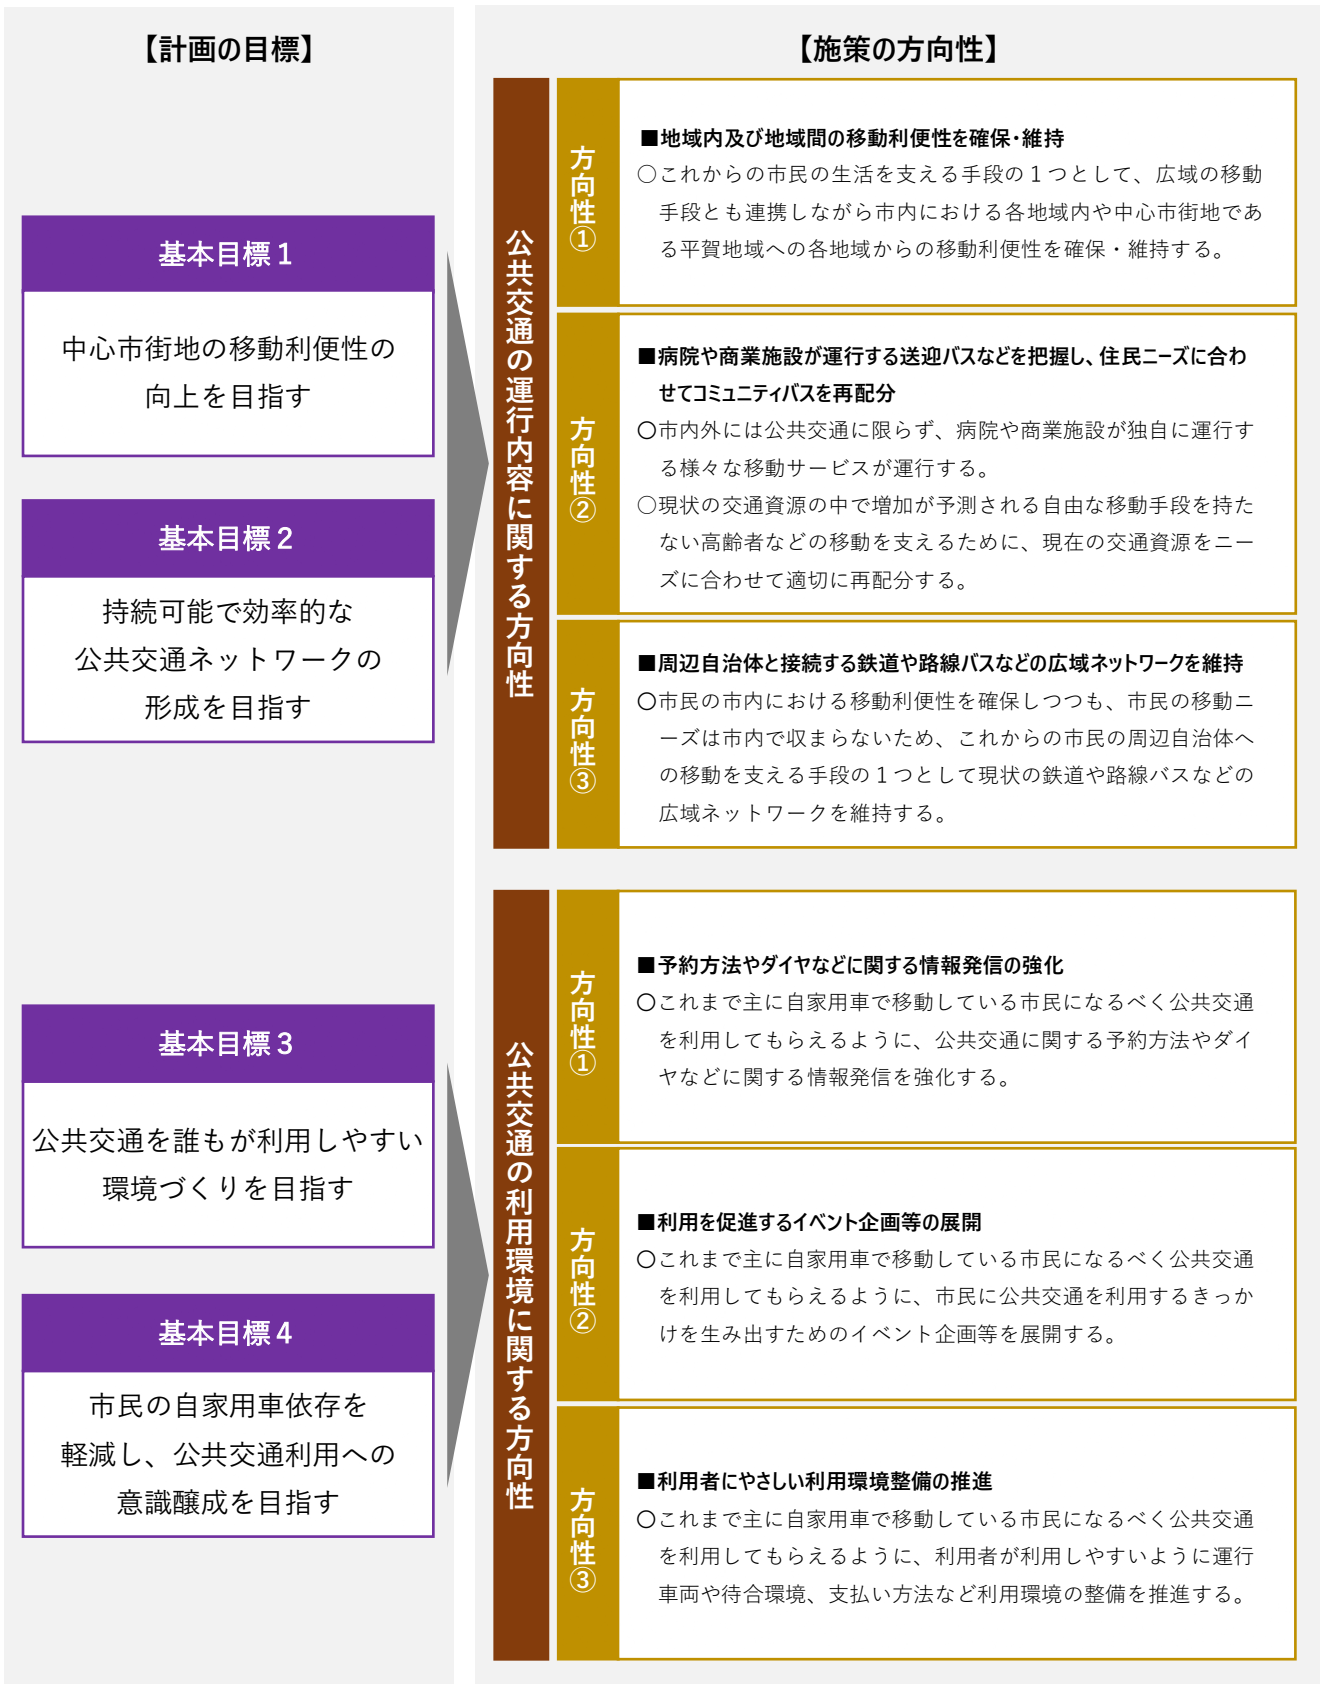 【計画の目標】
基本目標１
中心市街地の移動利便性の
向上を目指す
基本目標２
持続可能で効率的な
公共交通ネットワークの
形成を目指す
基本目標３
公共交通を誰もが利用しやすい
環境づくりを目指す
基本目標４
市民の自家用車依存を
軽減し、公共交通利用への
意識醸成を目指す
【施策の方向性】
公共交通の運行内容に関する方向性
方向性①
■地域内及び地域間の移動利便性を確保・維持
○これからの市民の生活を支える手段の１つとして、広域の移動
手段とも連携しながら市内における各地域内や中心市街地であ
る平賀地域への各地域からの移動利便性を確保・維持する。
方向性②
■病院や商業施設が運行する送迎バスなどを把握し、住民ニーズに合わ
せてコミュニティバスを再配分
○市内外には公共交通に限らず、病院や商業施設が独自に運行す
る様々な移動サービスが運行する。
○現状の交通資源の中で増加が予測される自由な移動手段を持た
ない高齢者などの移動を支えるために、現在の交通資源をニー
ズに合わせて適切に再配分する。
方向性③
■周辺自治体と接続する鉄道や路線バスなどの広域ネットワークを維持
○市民の市内における移動利便性を確保しつつも、市民の移動ニ
ーズは市内で収まらないため、これからの市民の周辺自治体へ
の移動を支える手段の１つとして現状の鉄道や路線バスなどの
広域ネットワークを維持する。
公共交通の利用環境に関する方向性
方向性①
■予約方法やダイヤなどに関する情報発信の強化
○これまで主に自家用車で移動している市民になるべく公共交通
を利用してもらえるように、公共交通に関する予約方法やダイ
ヤなどに関する情報発信を強化する。
方向性②
■利用を促進するイベント企画等の展開
○これまで主に自家用車で移動している市民になるべく公共交通
を利用してもらえるように、市民に公共交通を利用するきっか
けを生み出すためのイベント企画等を展開する。
方向性③
■利用者にやさしい利用環境整備の推進
○これまで主に自家用車で移動している市民になるべく公共交通
を利用してもらえるように、利用者が利用しやすいように運行
車両や待合環境、支払い方法など利用環境の整備を推進する。